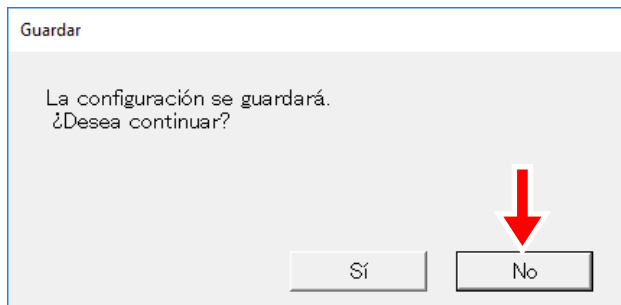 Guardar
La configuración se guardará.
¿Desea continuar?
Sí
No